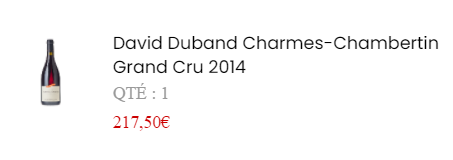 David Duband Charmes-Chambertin
Grand Cru 2014
QTÉ : 1
217,50€